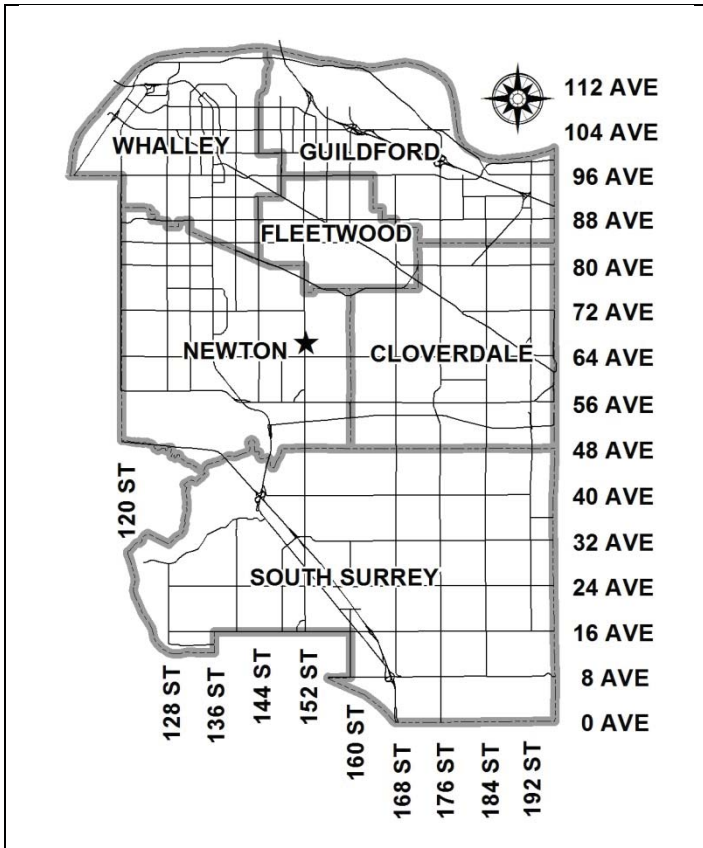 112 AVE
104 AVE
WHALLEY
GUILDFORD
96 AVE
88 AVE
FLEETWOOD
80 AVE
72 AVE
NEWTON
CLOVERDALE
64 AVE
56 AVE
48 AVE
120 ST
40 AVE
32 AVE
SOUTH SURREY
24 AVE
16 AVE
128 ST
136 ST
144 ST
152 ST
160 ST
8 AVE
0 AVE
168 ST
176 ST
184 ST
192 ST